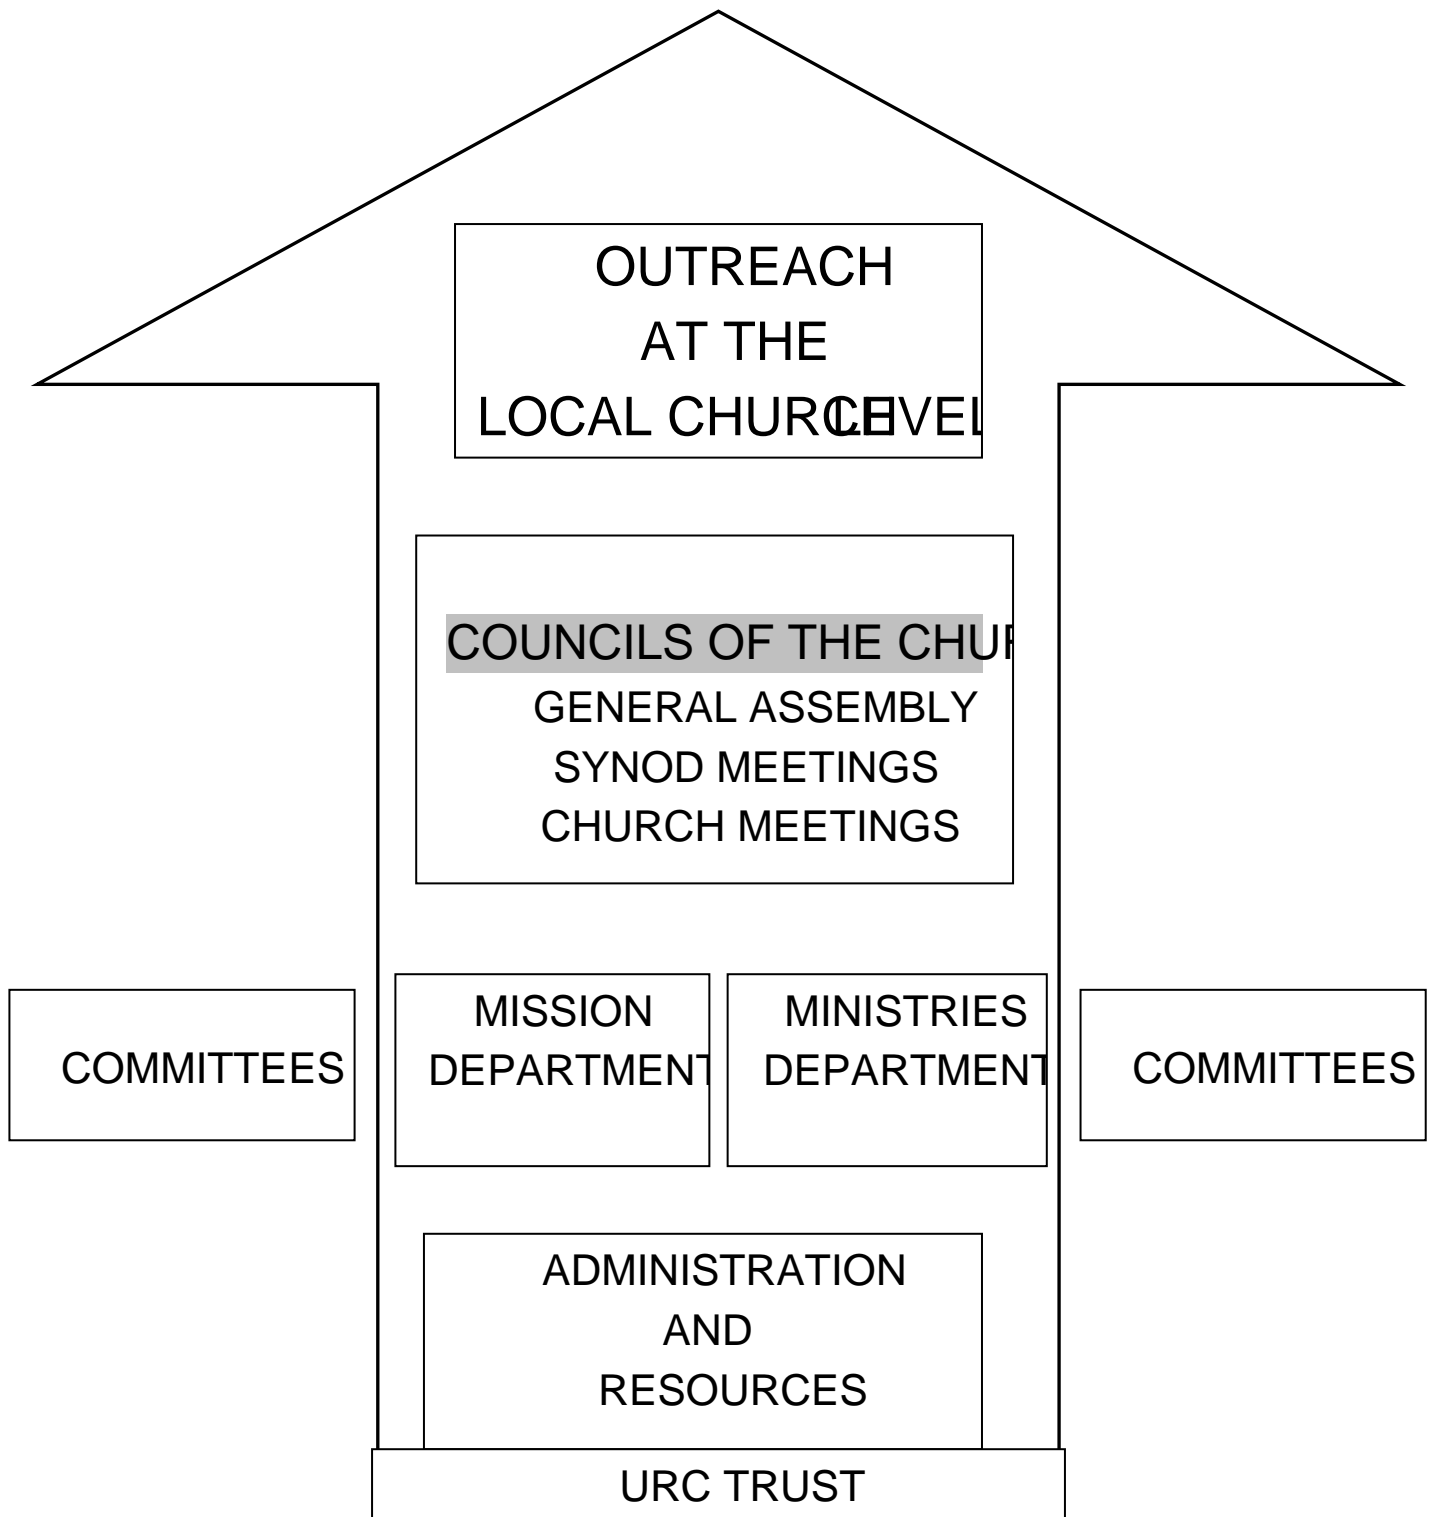 OUTREACH
AT THE
LOCAL CHURCH LEVEL
COUNCILS OF THE
GENERAL ASSEMBLY
SYNOD MEETINGS
CHURCH MEETINGS
COMMITTEES
MISSION
DEPARTMENT
MINISTRIES
DEPARTMENT
COMMITTEES
ADMINISTRATION
AND
RESOURCES
URC TRUST